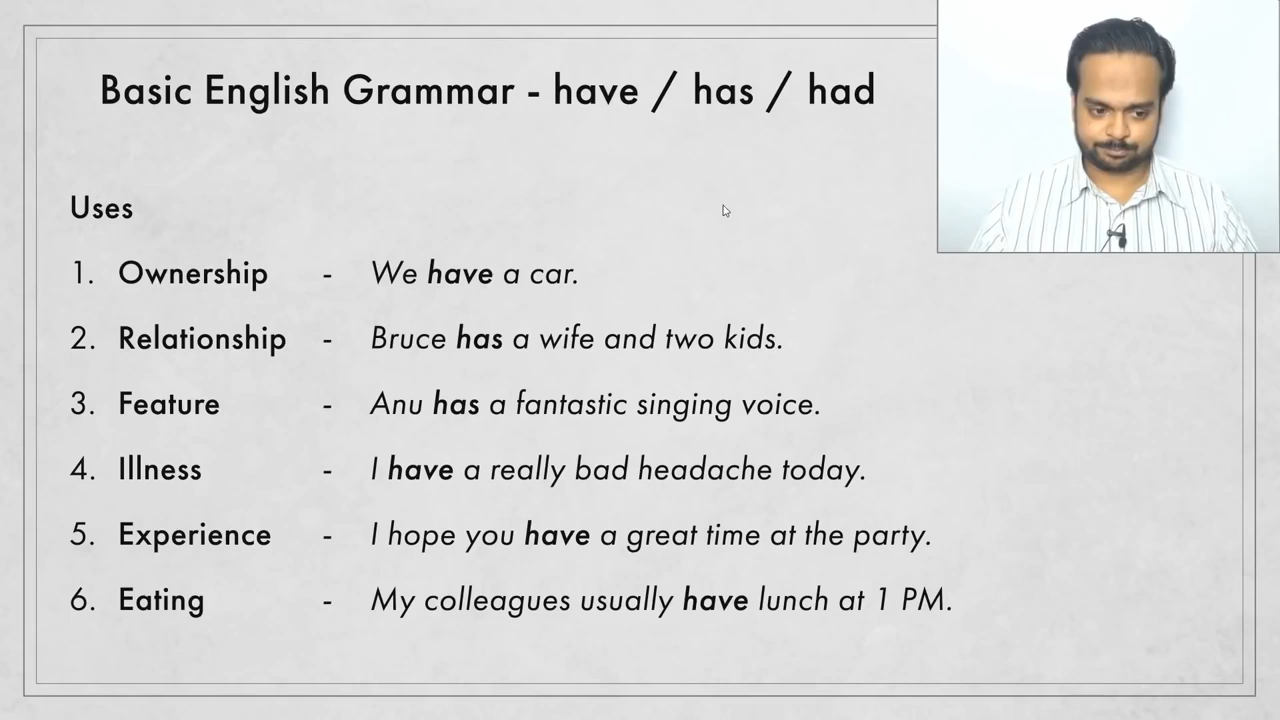 Basic English Grammar - have / has / had
Uses
1. Ownership - We have a car.
2. Relationship - Bruce has a wife and two kids.
3. Feature - Anu has a fantastic singing voice.
4. Illness - I have a really bad headache today.
5. Experience - I hope you have a great time at the party.
6. Eating - My colleagues usually have lunch at 1 PM.